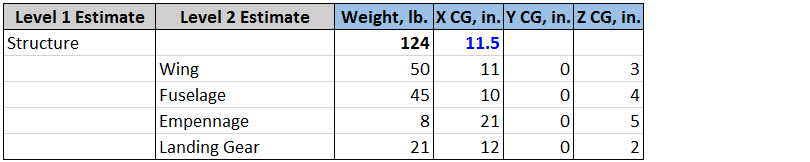 Level 1 Estimate Level 2 Estimate Weight, lb. X CG, in. Y CG, in. Z CG, in.
Structure 124 11.5
Wing 50 11 0 3
Fuselage 45 10 0 4
Empennage 8 21 0 5
Landing Gear 21 12 0 2